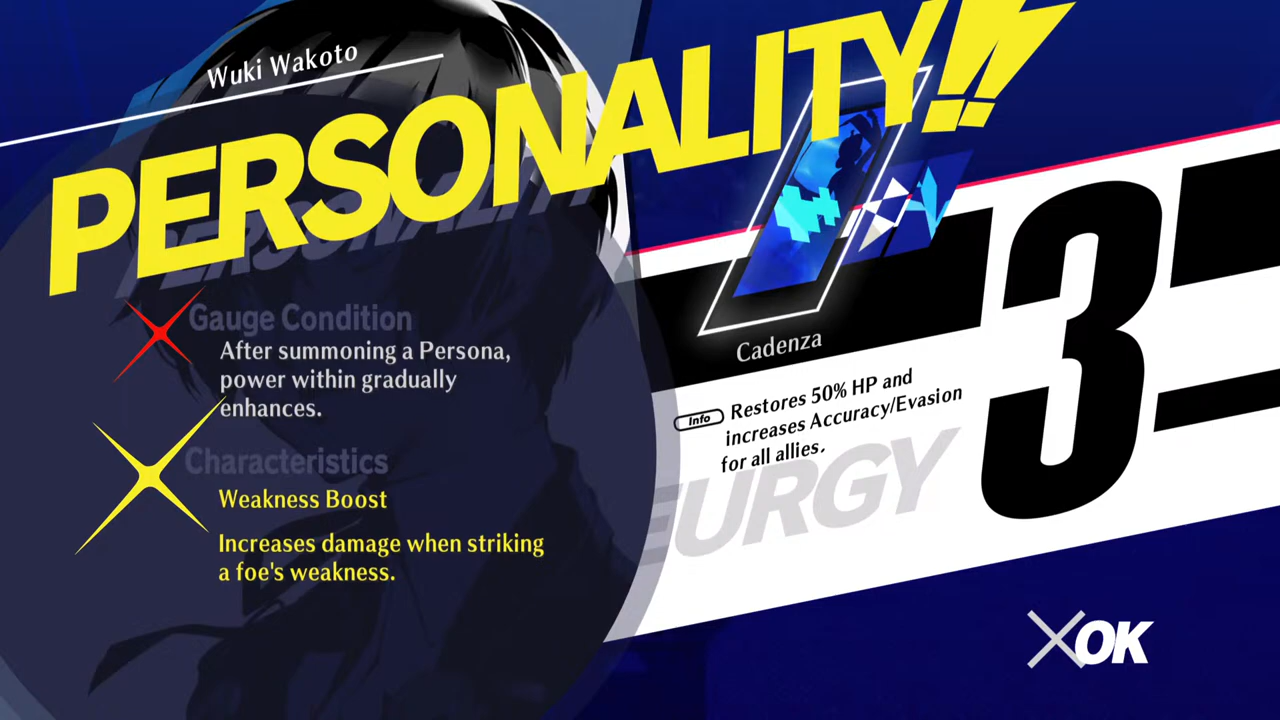 Wuki Wakoto
PERSONALITY!!
PERSONALITY
Gauge Condition
After summoning a Persona,
power within gradually
enhances.
Characteristics
Weakness Boost
Increases damage when striking
a foe's weakness.
3
Cadenza
Info Restores 50% HP and
increases Accuracy/Evasion
for all allies.
EURGY
OK